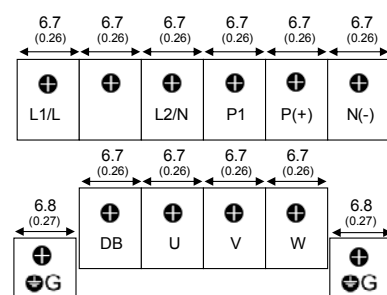 6.7 6.7 6.7 6.7 6.7 6.7
(0.26) (0.26) (0.26) (0.26) (0.26) (0.26)
L1/L L2/N P1 P(+) N(-)
6.7 6.7 6.7 6.7
(0.26) (0.26) (0.26) (0.26)
6.8 6.8
(0.27) (0.27)
DB U V W
G G